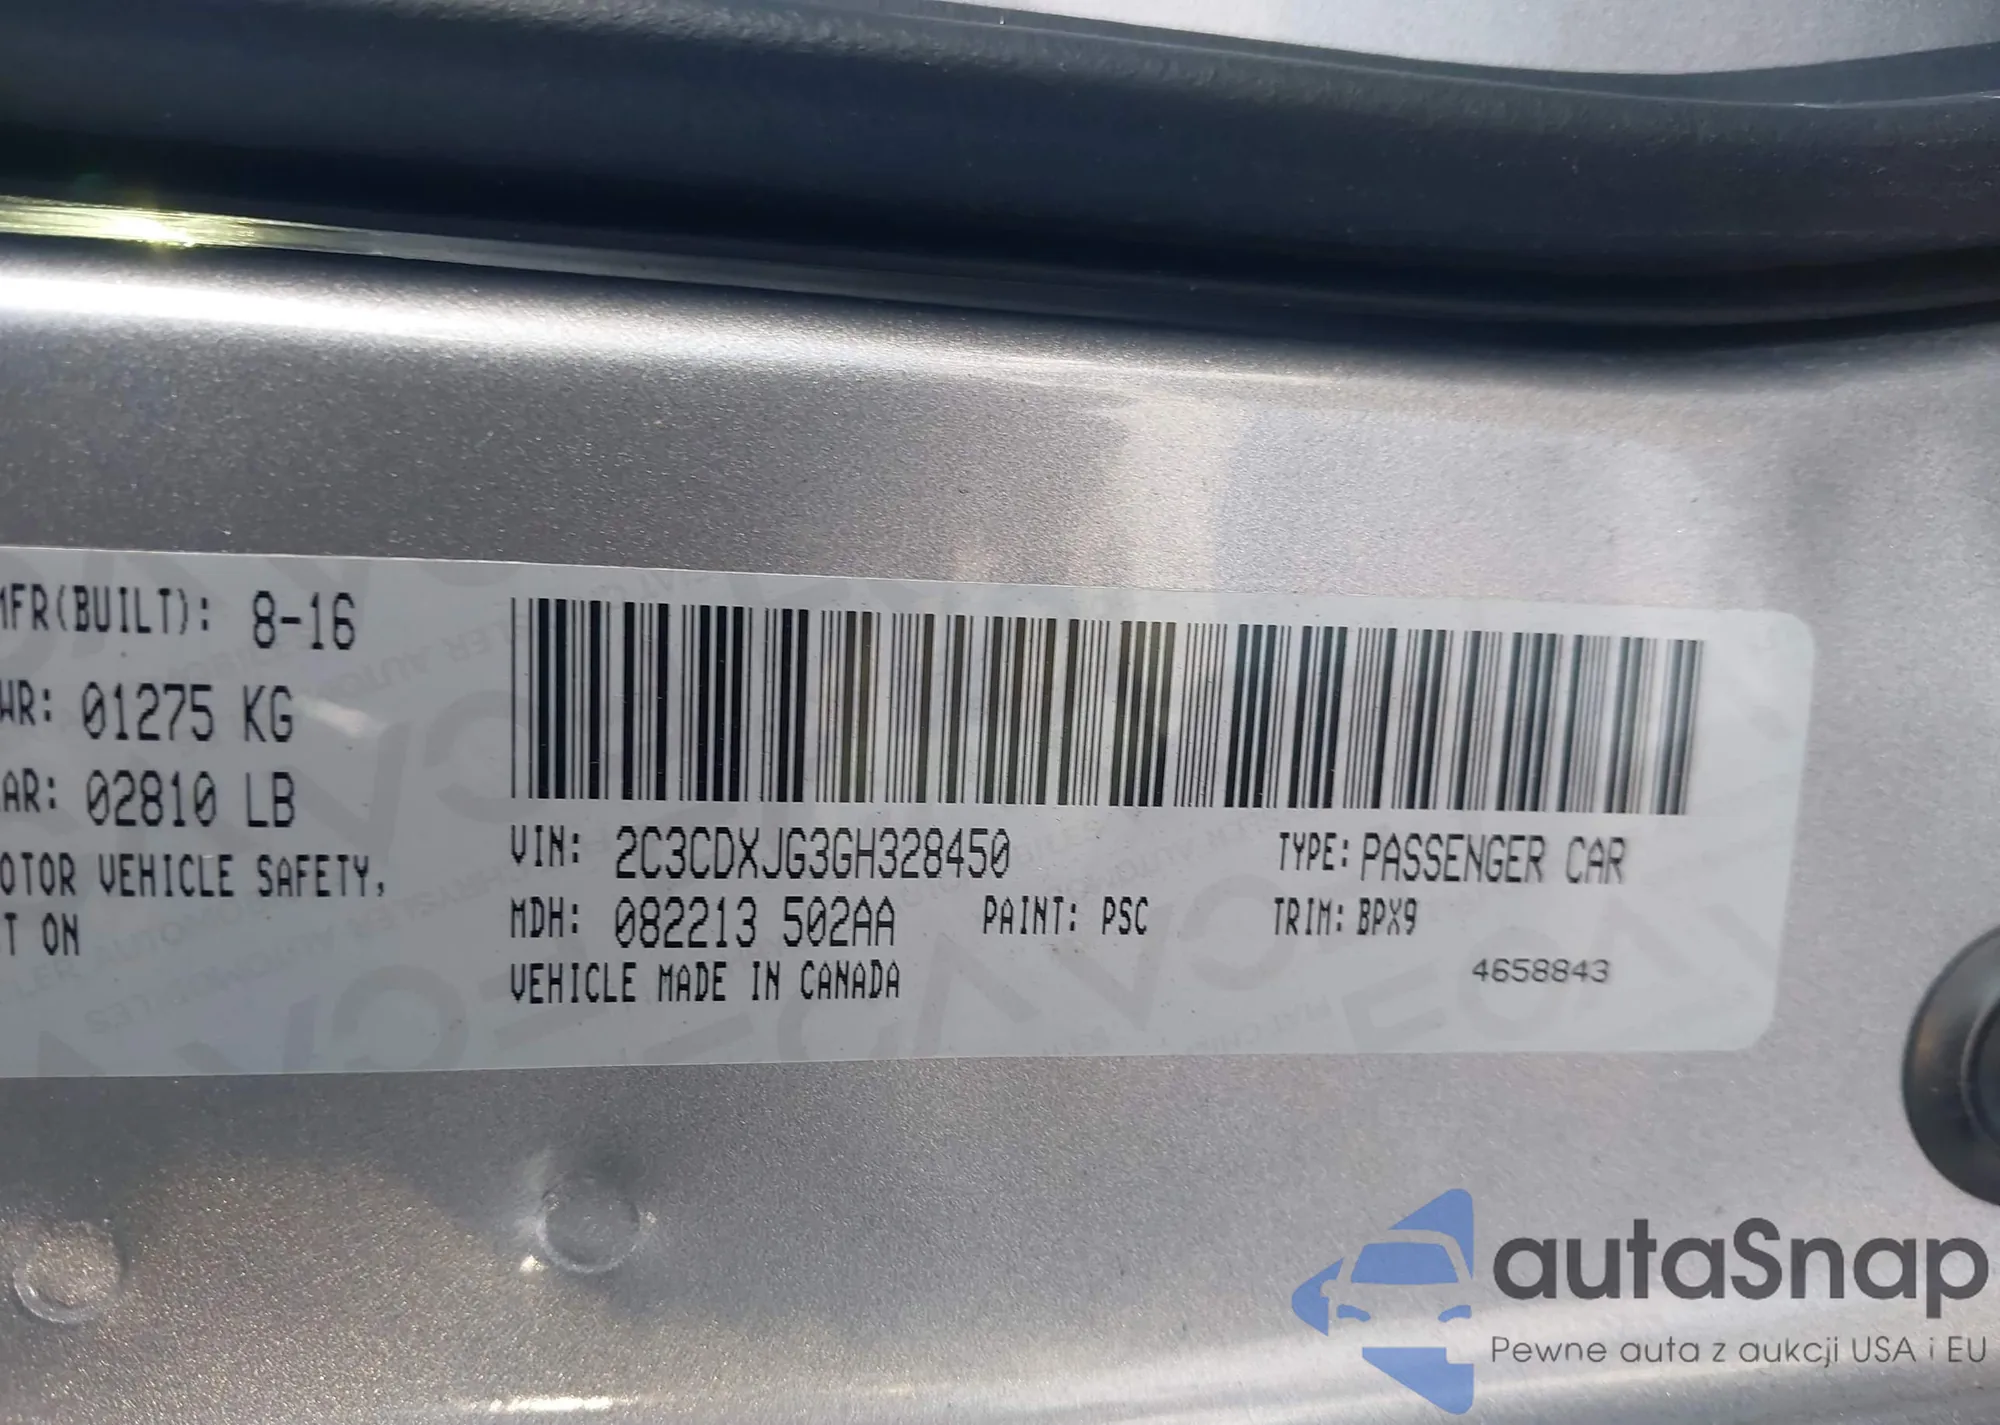 MFR(BUILT): 8-16
WR: 01275 KG
AR: 02810 LB
OTOR VEHICLE SAFETY,
T ON
VIN: 2C3CDXJG3GH328450
TYPE: PASSENGER CAR
MDH: 082213 502AA
PAINT: PSC
TRIM: BPX9
VEHICLE MADE IN CANADA
4658843
autaSnap
Pewne auta z aukcji USA i EU